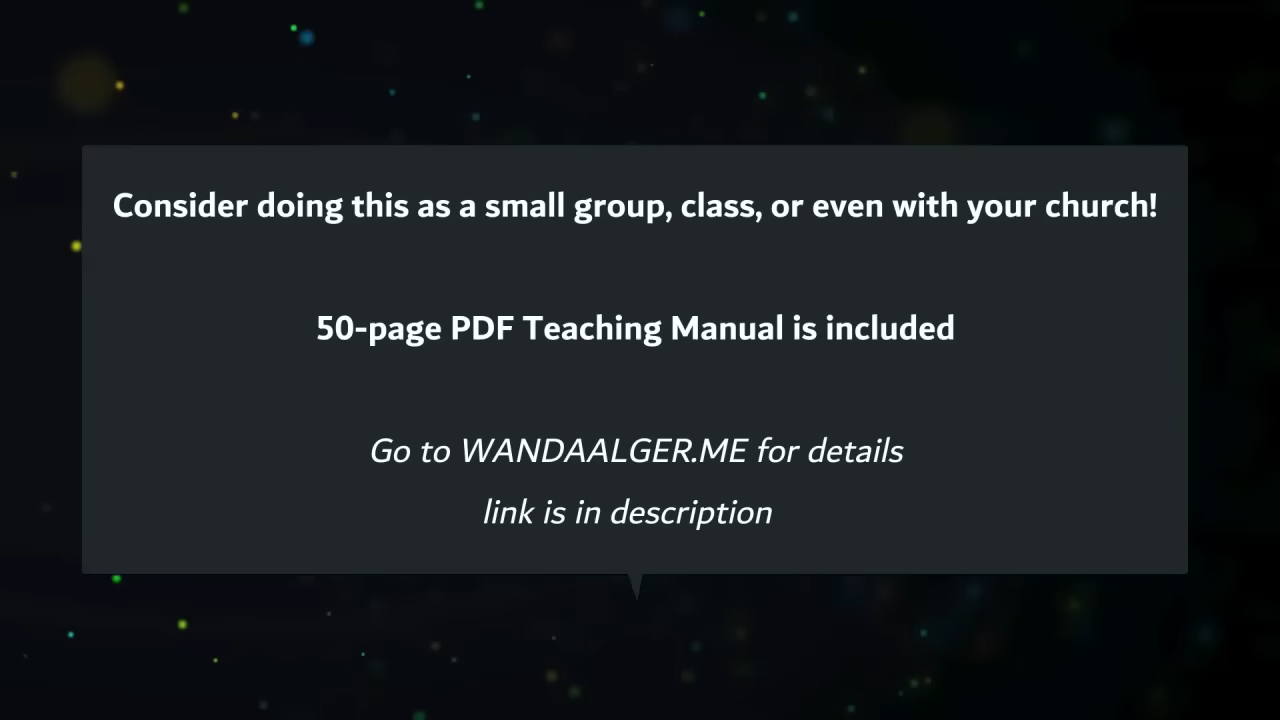 Consider doing this as a small group, class, or even with your church!
50-page PDF Teaching Manual is included
Go to WANDAALGER.ME for details
link is in description